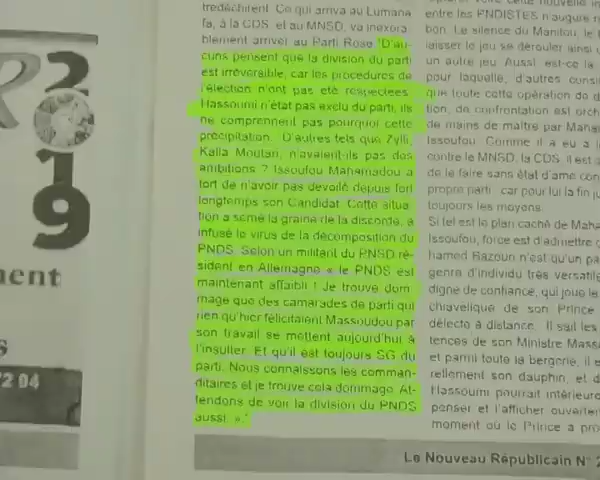 2
19
R
ment
S
2 04
tredéchirent. Ce qui arriva au Lumana
fa, à la CDS et au MNSD, va inexora-
blement arriver au Parti Rose. "D'au-
cuns pensent que la division du parti
est irréversible, car les procédures de
l'élection n'ont pas été respectées.
Hassoumi n'était pas exclu du parti, ils
ne comprennent pas pourquoi cette
précipitation. D'autres tels que Zylli,
Kalla Moutari, n'avaient-ils pas des
ambitions ? Issoufou Mahamadou a
tort de n'avoir pas dévoilé depuis fort
longtemps son Candidat. Cette situa-
tion a semé la graine de la discorde, a
infusé le virus de la décomposition du
PNDS. Selon un militant du PNSD ré-
sident en Allemagne « le PNDS est
maintenant affaibli ! Je trouve dom-
mage que des camarades de parti qui
rien qu'hier félicitaient Massoudou par
son travail se mettent aujourd'hui à
l'insulter. Et qu'il est toujours SG du
parti. Nous connaissons les comman-
ditaires et je trouve cela dommage. At-
tendons de voir la division du PNDS
aussi. »."
entre les PNDISTES n'augure
bon. Le silence du Manitou, le
laisser le jeu se dérouler ainsi
un autre jeu. Aussi est-ce la
pour laquelle, d'autres
que toute cette opération de
tion, de confrontation est
de mains de maître par Maha
Issoufou. Comme il a eu à
contre le MNSD, la CDS, il est
de le faire sans état d'âme
propre parti car pour lui la fin
toujours les moyens.
Si tel est le plan caché de Maha
Issoufou, force est d'admettre
hamed Bazoun n'est qu'un
genre d'individu très versatile
digne de confiance, qui joue le
chiavélique de son Prince
délecte à distance. Il sait les
tences de son Ministre Mass
et parmi toute la bergerie, il
rellement son dauphin, et
Hassoumi pourrait intérieure
penser et l'afficher ouverte
moment où le Prince a pro
Le Nouveau Républicain N° 2